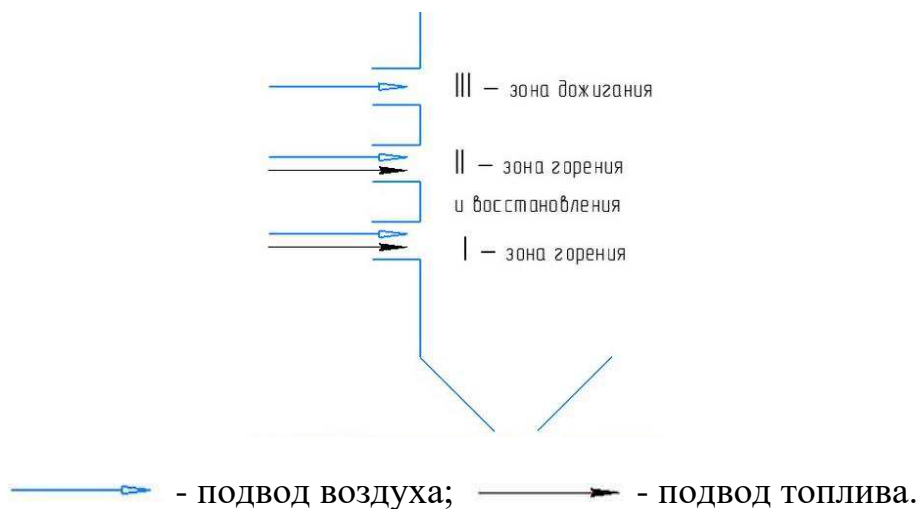 III – зона дожигания
II – зона горения
и восстановления
I – зона горения
- подвод воздуха; - подвод топлива.